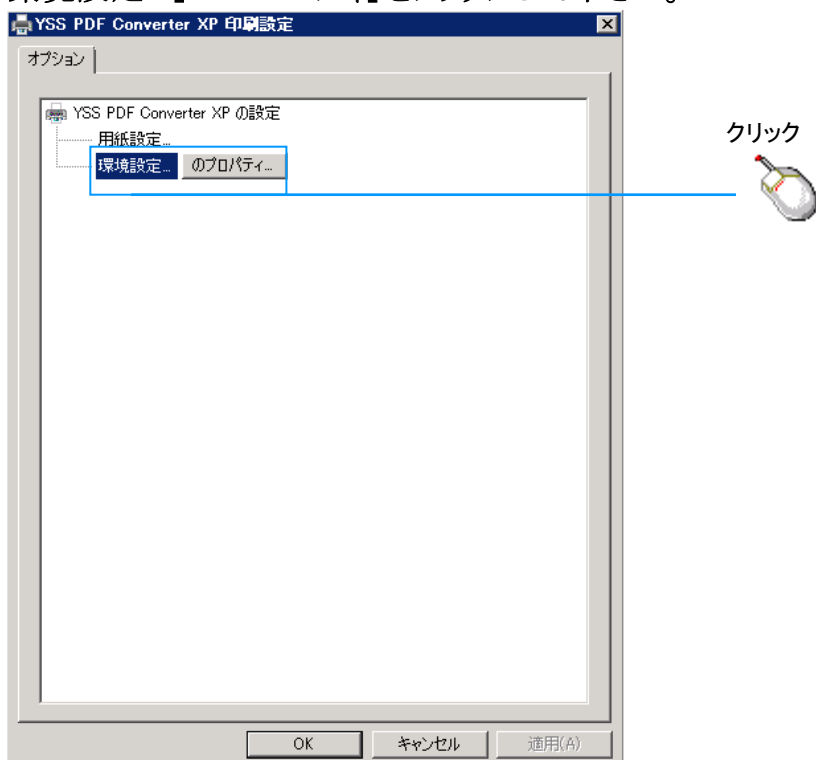 YSS PDF Converter XP 印刷設定
オプション
YSS PDF Converter XP の設定
用紙設定...
クリック
環境設定... のプロパティ...
OK キャンセル 適用(A)